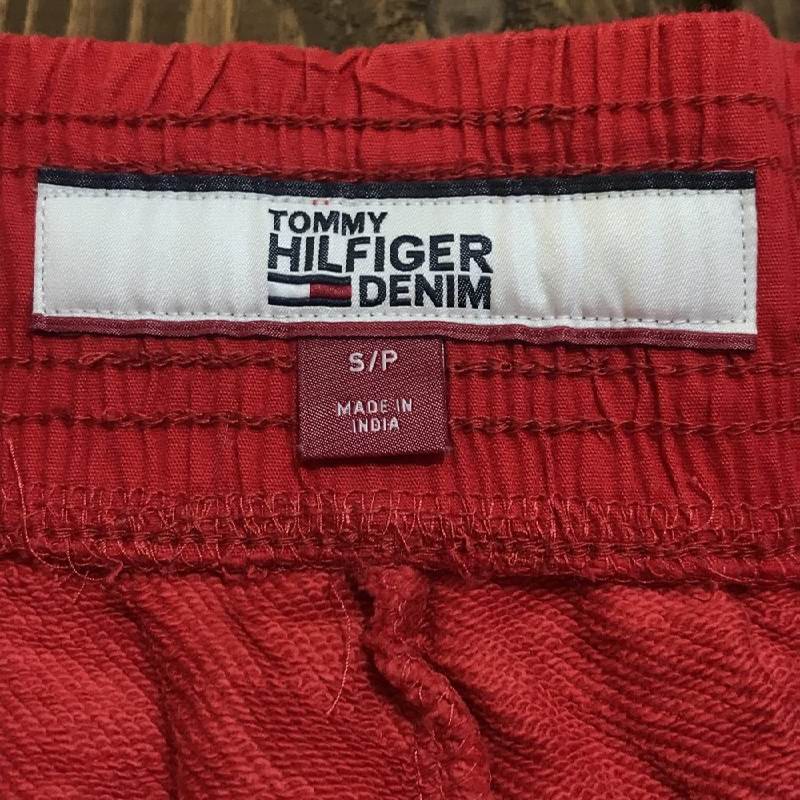 TOMMY
HILFIGER
DENIM
S/P
MADE IN
INDIA